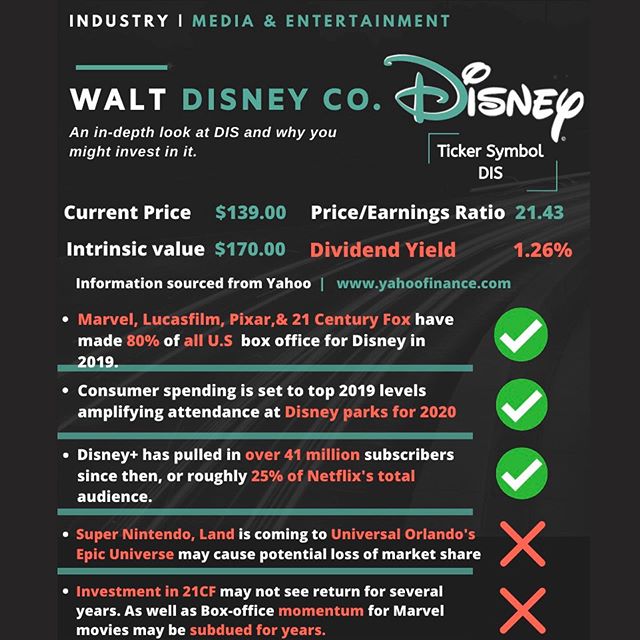 INDUSTRY | MEDIA & ENTERTAINMENT
WALT DISNEY CO.
Disney
An in-depth look at DIS and why you
might invest in it.
Ticker Symbol
DIS
Current Price $139.00 Price/Earnings Ratio 21.43
Intrinsic value $170.00 Dividend Yield 1.26%
Information sourced from Yahoo | www.yahoofinance.com
• Marvel, Lucasfilm, Pixar,& 21 Century Fox have
made 80% of all U.S box office for Disney in
2019.
• Consumer spending is set to top 2019 levels
amplifying attendance at Disney parks for 2020
• Disney+ has pulled in over 41 million subscribers
since then, or roughly 25% of Netflix's total
audience.
• Super Nintendo, Land is coming to Universal Orlando's
Epic Universe may cause potential loss of market share
• Investment in 21CF may not see return for several
years. As well as Box-office momentum for Marvel
movies may be subdued for years.